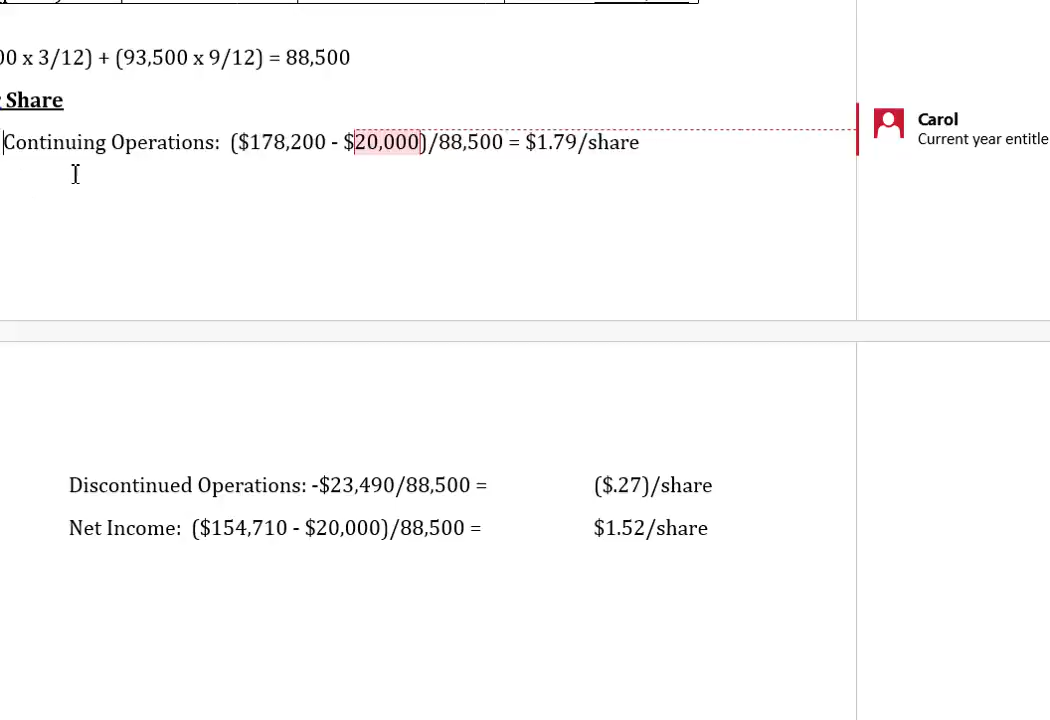 00 x 3/12) + (93,500 x 9/12) = 88,500
Share
Continuing Operations: ($178,200 - $20,000)/88,500 = $1.79/share
Carol
Current year entitle
Discontinued Operations: -$23,490/88,500 = ($.27)/share
Net Income: ($154,710 - $20,000)/88,500 = $1.52/share